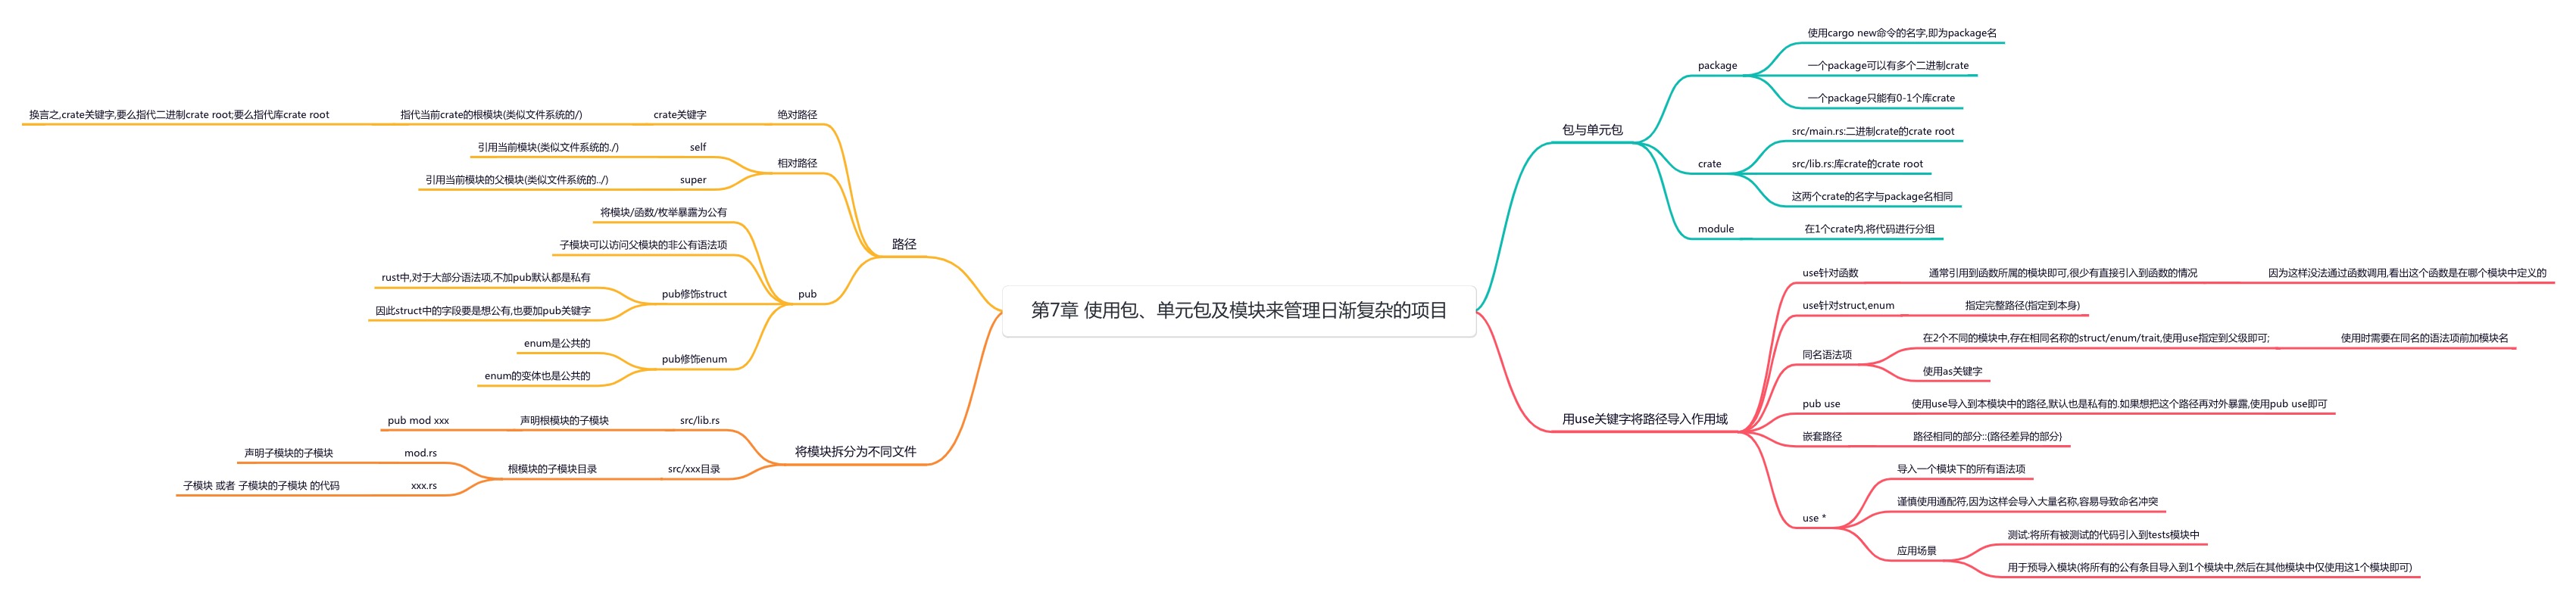 第7章 使用包、单元包及模块来管理日渐复杂的项目
包与单元包
package
使用cargo new命令的名字,即为package名
一个package可以有多个二进制crate
一个package只能有0-1个库crate
crate
src/main.rs:二进制crate的crate root
src/lib.rs:库crate的crate root
这两个crate的名字与package名相同
module
在1个crate内,将代码进行分组
用use关键字将路径导入作用域
use针对函数
通常引用到函数所属的模块即可,很少有直接引入到函数的情况
因为这样没法通过函数调用,看出这个函数是在哪个模块中定义的
use针对struct,enum
指定完整路径(指定到本身)
同名语法项
在2个不同的模块中,存在相同名称的struct/enum/trait,使用use指定到父级即可;
使用时需要在同名的语法项前加模块名
使用as关键字
pub use
使用use导入到本模块中的路径,默认也是私有的.如果想把这个路径再对外暴露,使用pub use即可
嵌套路径
路径相同的部分::{路径差异的部分}
use *
导入一个模块下的所有语法项
谨慎使用通配符,因为这样会导入大量名称,容易导致命名冲突
应用场景
测试:将所有被测试的代码引入到tests模块中
用于预导入模块(将所有的公有条目导入到1个模块中,然后在其他模块中仅使用这1个模块即可)
路径
绝对路径
crate关键字
指代当前crate的根模块(类似文件系统的/)
换言之,crate关键字,要么指代二进制crate root;要么指代库crate root
相对路径
self
引用当前模块(类似文件系统的./)
super
引用当前模块的父模块(类似文件系统的../)
pub
将模块/函数/枚举暴露为公有
子模块可以访问父模块的非公有语法项
pub修饰struct
rust中,对于大部分语法项,不加pub默认都是私有
因此struct中的字段要是想公有,也要加pub关键字
pub修饰enum
enum是公共的
enum的变体也是公共的
将模块拆分为不同文件
src/lib.rs
声明根模块的子模块
pub mod xxx
src/xxx目录
根模块的子模块目录
mod.rs
声明子模块的子模块
xxx.rs
子模块 或者 子模块的子模块 的代码